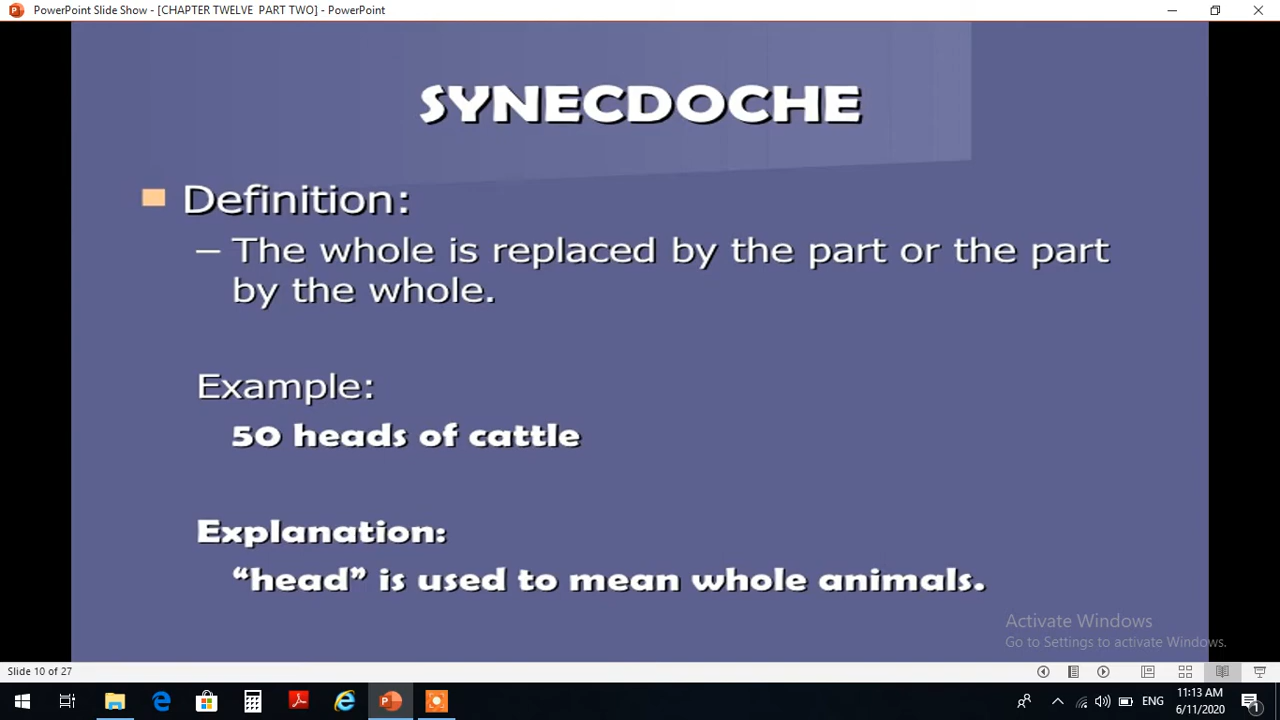 PowerPoint Slide Show - [CHAPTER TWELVE  PART TWO] - PowerPoint
SYNECDOCHE
Definition:
– The whole is replaced by the part or the part
by the whole.
Example:
50 heads of cattle
Explanation:
“head” is used to mean whole animals.
Activate Windows
Go to Settings to activate Windows.
Slide 10 of 27
ENG
11:13 AM
6/11/2020
1